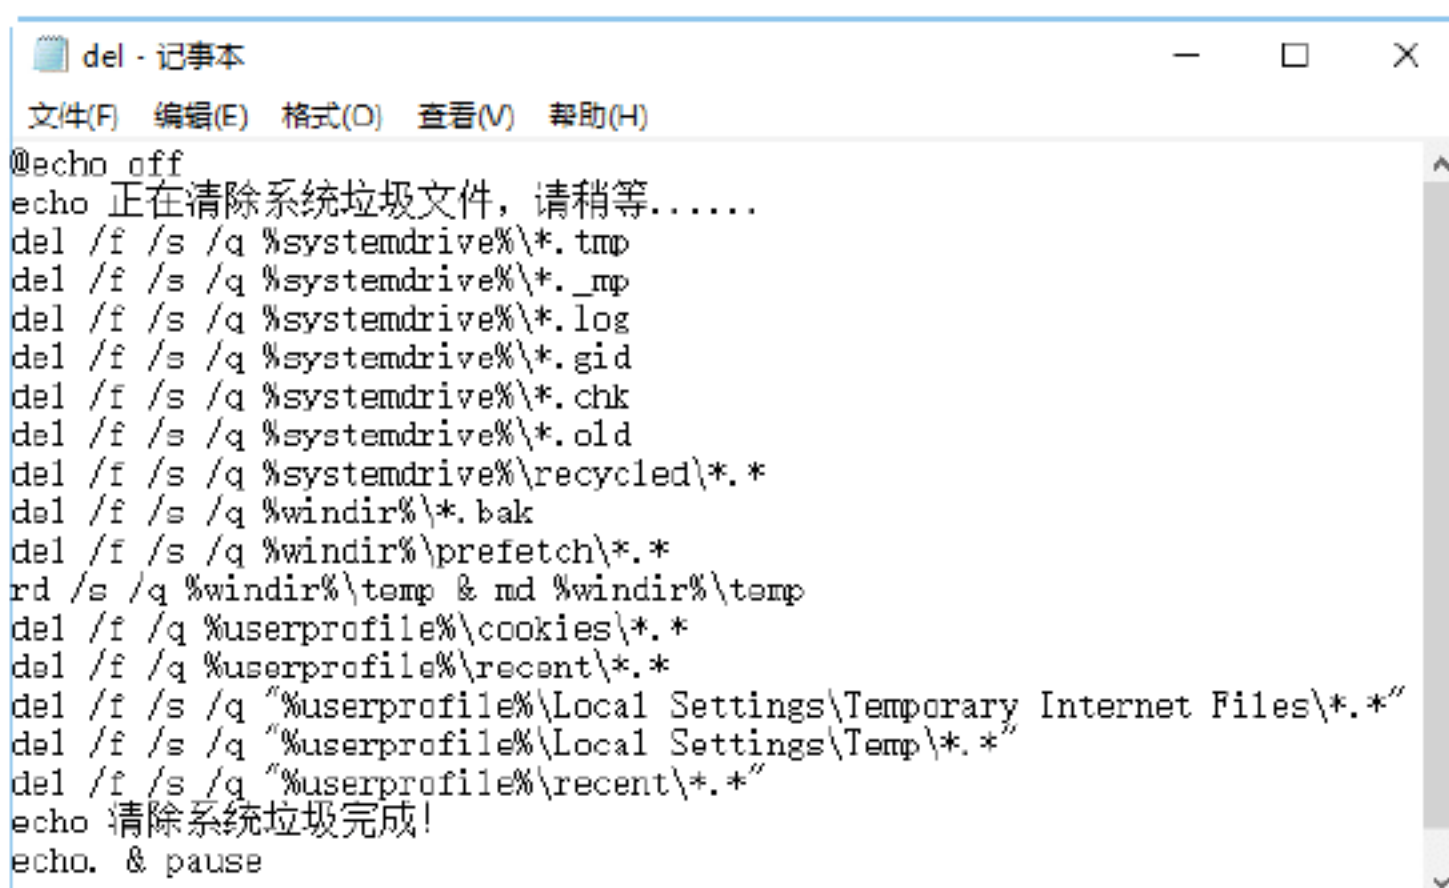 del - 记事本
文件(F) 编辑(E) 格式(O) 查看(V) 帮助(H)
@echo off
echo 正在清除系统垃圾文件，请稍等......
del /f /s /q %systemdrive%\*.tmp
del /f /s /q %systemdrive%\*._mp
del /f /s /q %systemdrive%\*.log
del /f /s /q %systemdrive%\*.gid
del /f /s /q %systemdrive%\*.chk
del /f /s /q %systemdrive%\*.old
del /f /s /q %systemdrive%\recycled\*.*
del /f /s /q %windir%\*.bak
del /f /s /q %windir%\prefetch\*.*
rd /s /q %windir%\temp & md %windir%\temp
del /f /q %userprofile%\cookies\*.*
del /f /q %userprofile%\recent\*.*
del /f /s /q "%userprofile%\Local Settings\Temporary Internet Files\*.*"
del /f /s /q "%userprofile%\Local Settings\Temp\*.*"
del /f /s /q "%userprofile%\recent\*.*"
echo 清除系统垃圾完成！
echo. & pause